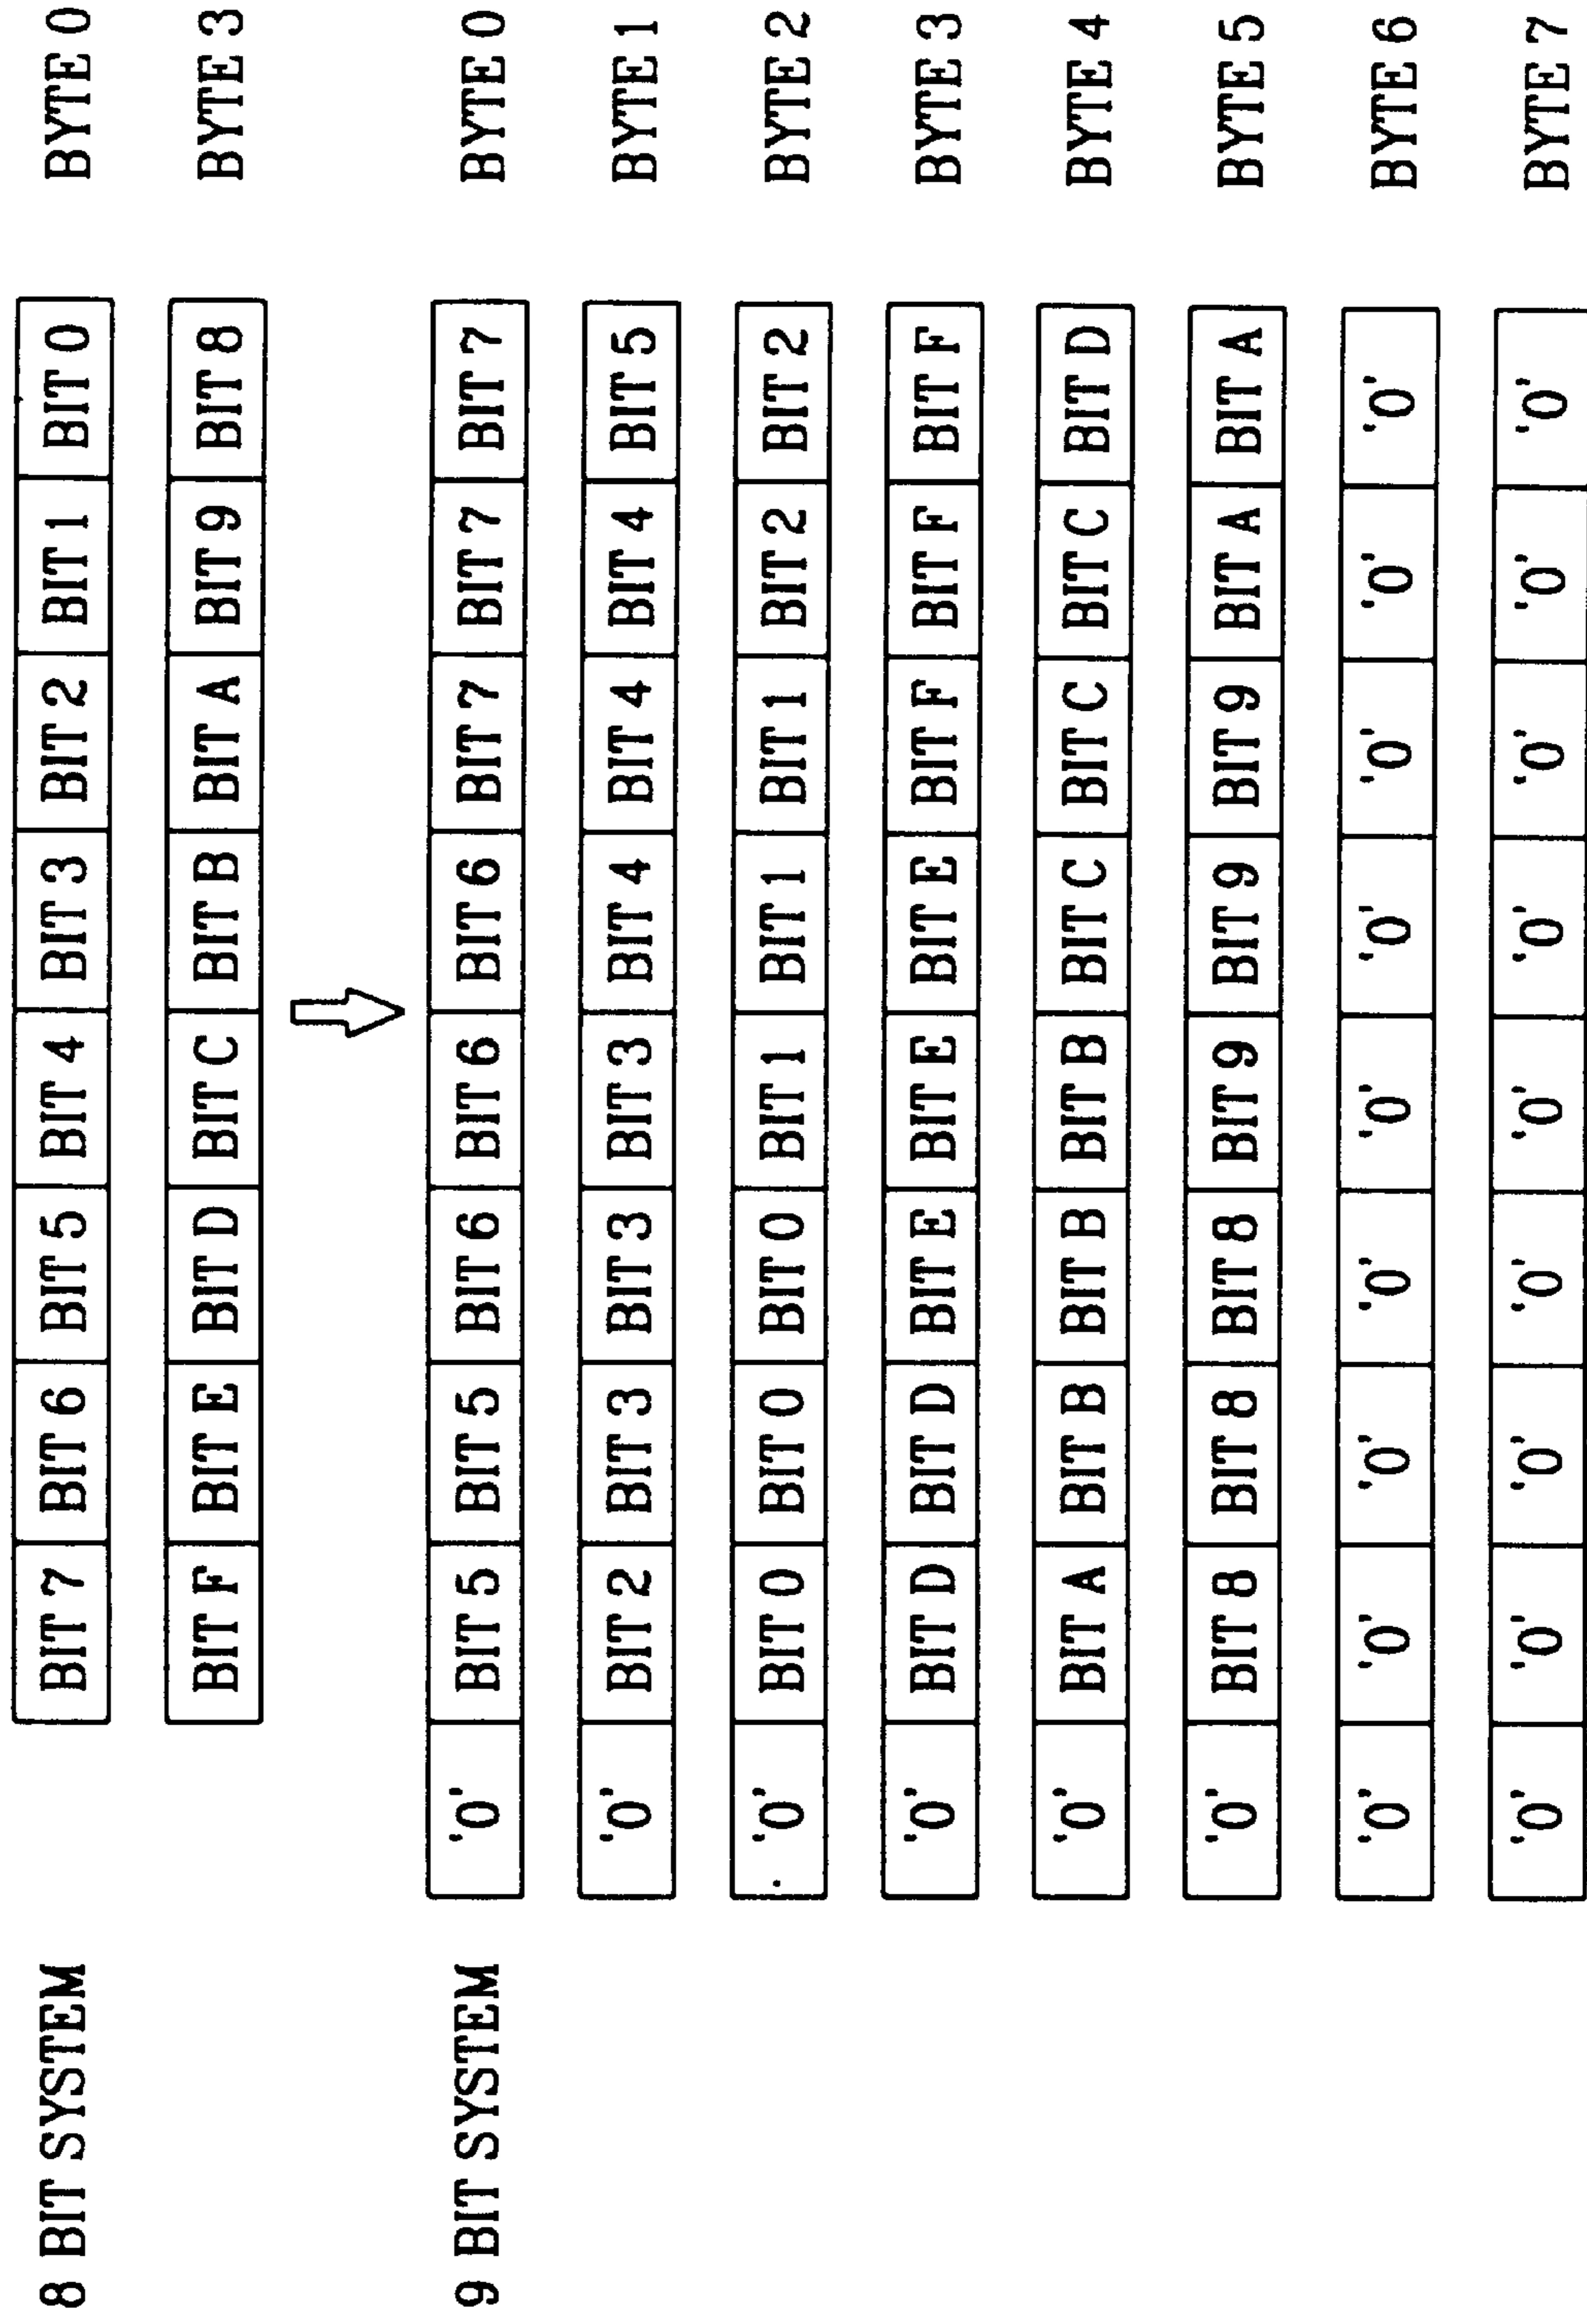 8 BIT SYSTEM BIT 7 BIT 6 BIT 5 BIT 4 BIT 3 BIT 2 BIT 1 BIT 0 BYTE 0
BIT F BIT E BIT D BIT C BIT B BIT A BIT 9 BIT 8 BYTE 3
9 BIT SYSTEM '0' BIT 5 BIT 5 BIT 6 BIT 6 BIT 6 BIT 7 BIT 7 BIT 7 BYTE 0
'0' BIT 2 BIT 3 BIT 3 BIT 3 BIT 4 BIT 4 BIT 4 BIT 5 BYTE 1
'0' BIT 0 BIT 0 BIT 0 BIT 1 BIT 1 BIT 1 BIT 2 BIT 2 BYTE 2
'0' BIT D BIT D BIT E BIT E BIT E BIT F BIT F BIT F BYTE 3
'0' BIT A BIT B BIT B BIT B BIT C BIT C BIT C BIT D BYTE 4
'0' BIT 8 BIT 8 BIT 8 BIT 9 BIT 9 BIT 9 BIT A BIT A BYTE 5
'0' '0' '0' '0' '0' '0' '0' '0' '0' BYTE 6
'0' '0' '0' '0' '0' '0' '0' '0' '0' BYTE 7